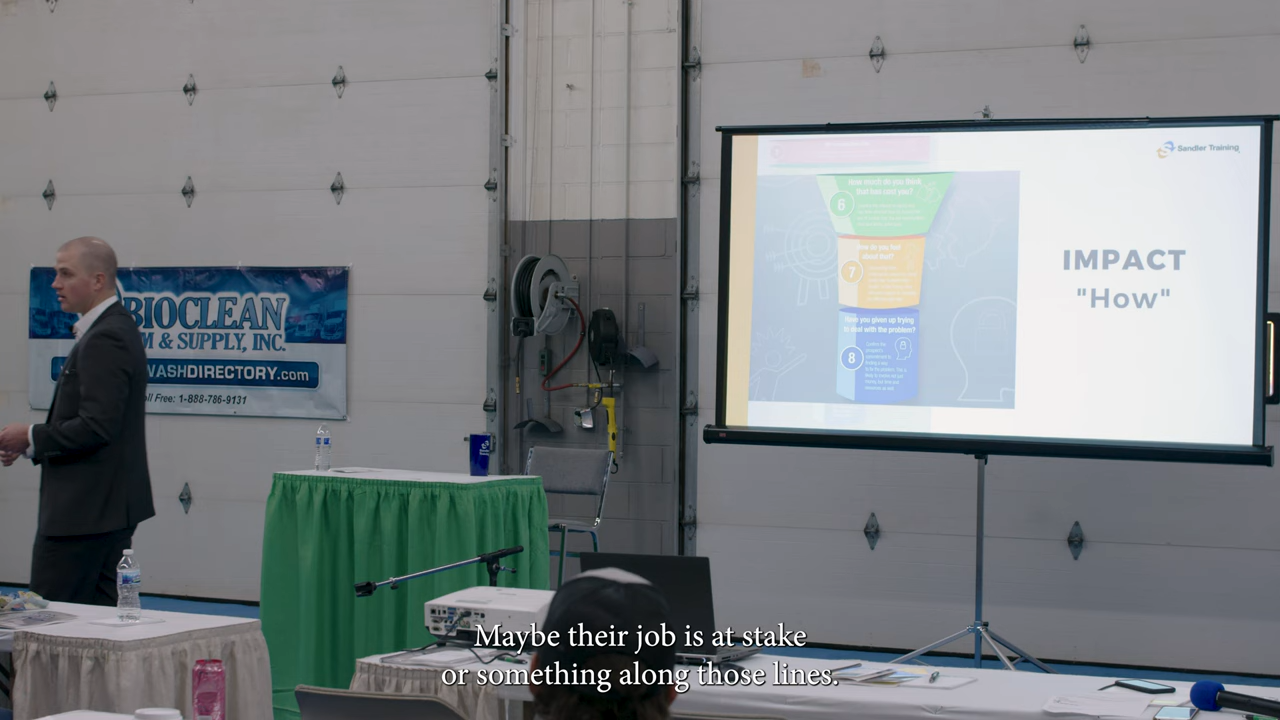 BIOCLEAN
M & SUPPLY, INC.
WASHDIRECTORY.com
oll Free: 1-888-786-9131
Sandler Training
6
How much do you think
that has cost you?
7
How do you feel
about that?
Have you given up trying
to deal with the problem?
8
IMPACT
"How"
Maybe their job is at stake
or something along those lines.